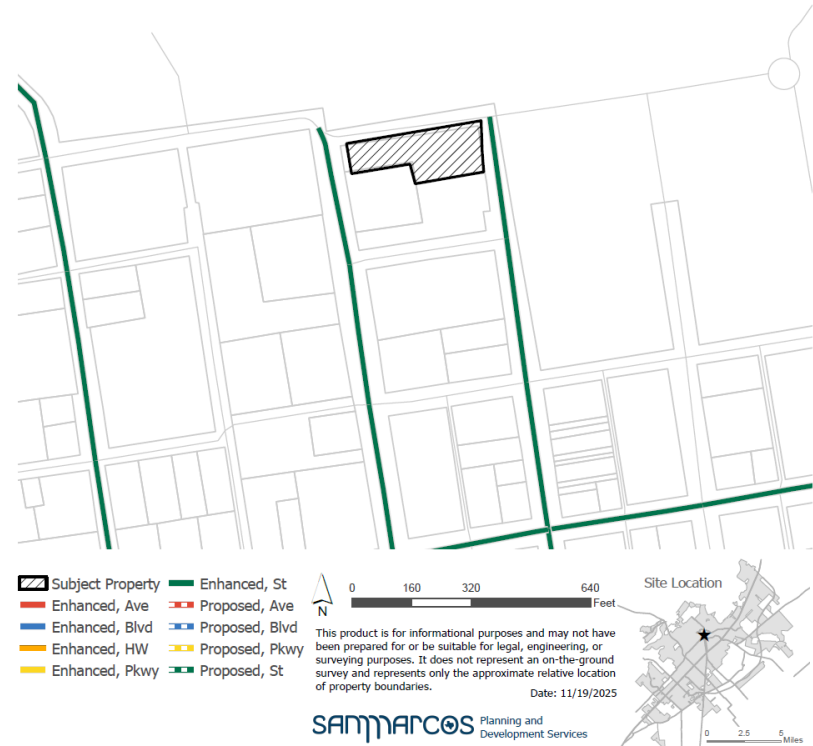 Subject Property
Enhanced, Ave
Enhanced, Blvd
Enhanced, HW
Enhanced, Pkwy
Enhanced, St
Proposed, Ave
Proposed, Blvd
Proposed, Pkwy
Proposed, St
N
0 160 320 640
Feet
This product is for informational purposes and may not have
been prepared for or be suitable for legal, engineering, or
surveying purposes. It does not represent an on-the-ground
survey and represents only the approximate relative location
of property boundaries.
Date: 11/19/2025
SANMARCOS
Planning and
Development Services
Site Location
0 2.5 5
Miles